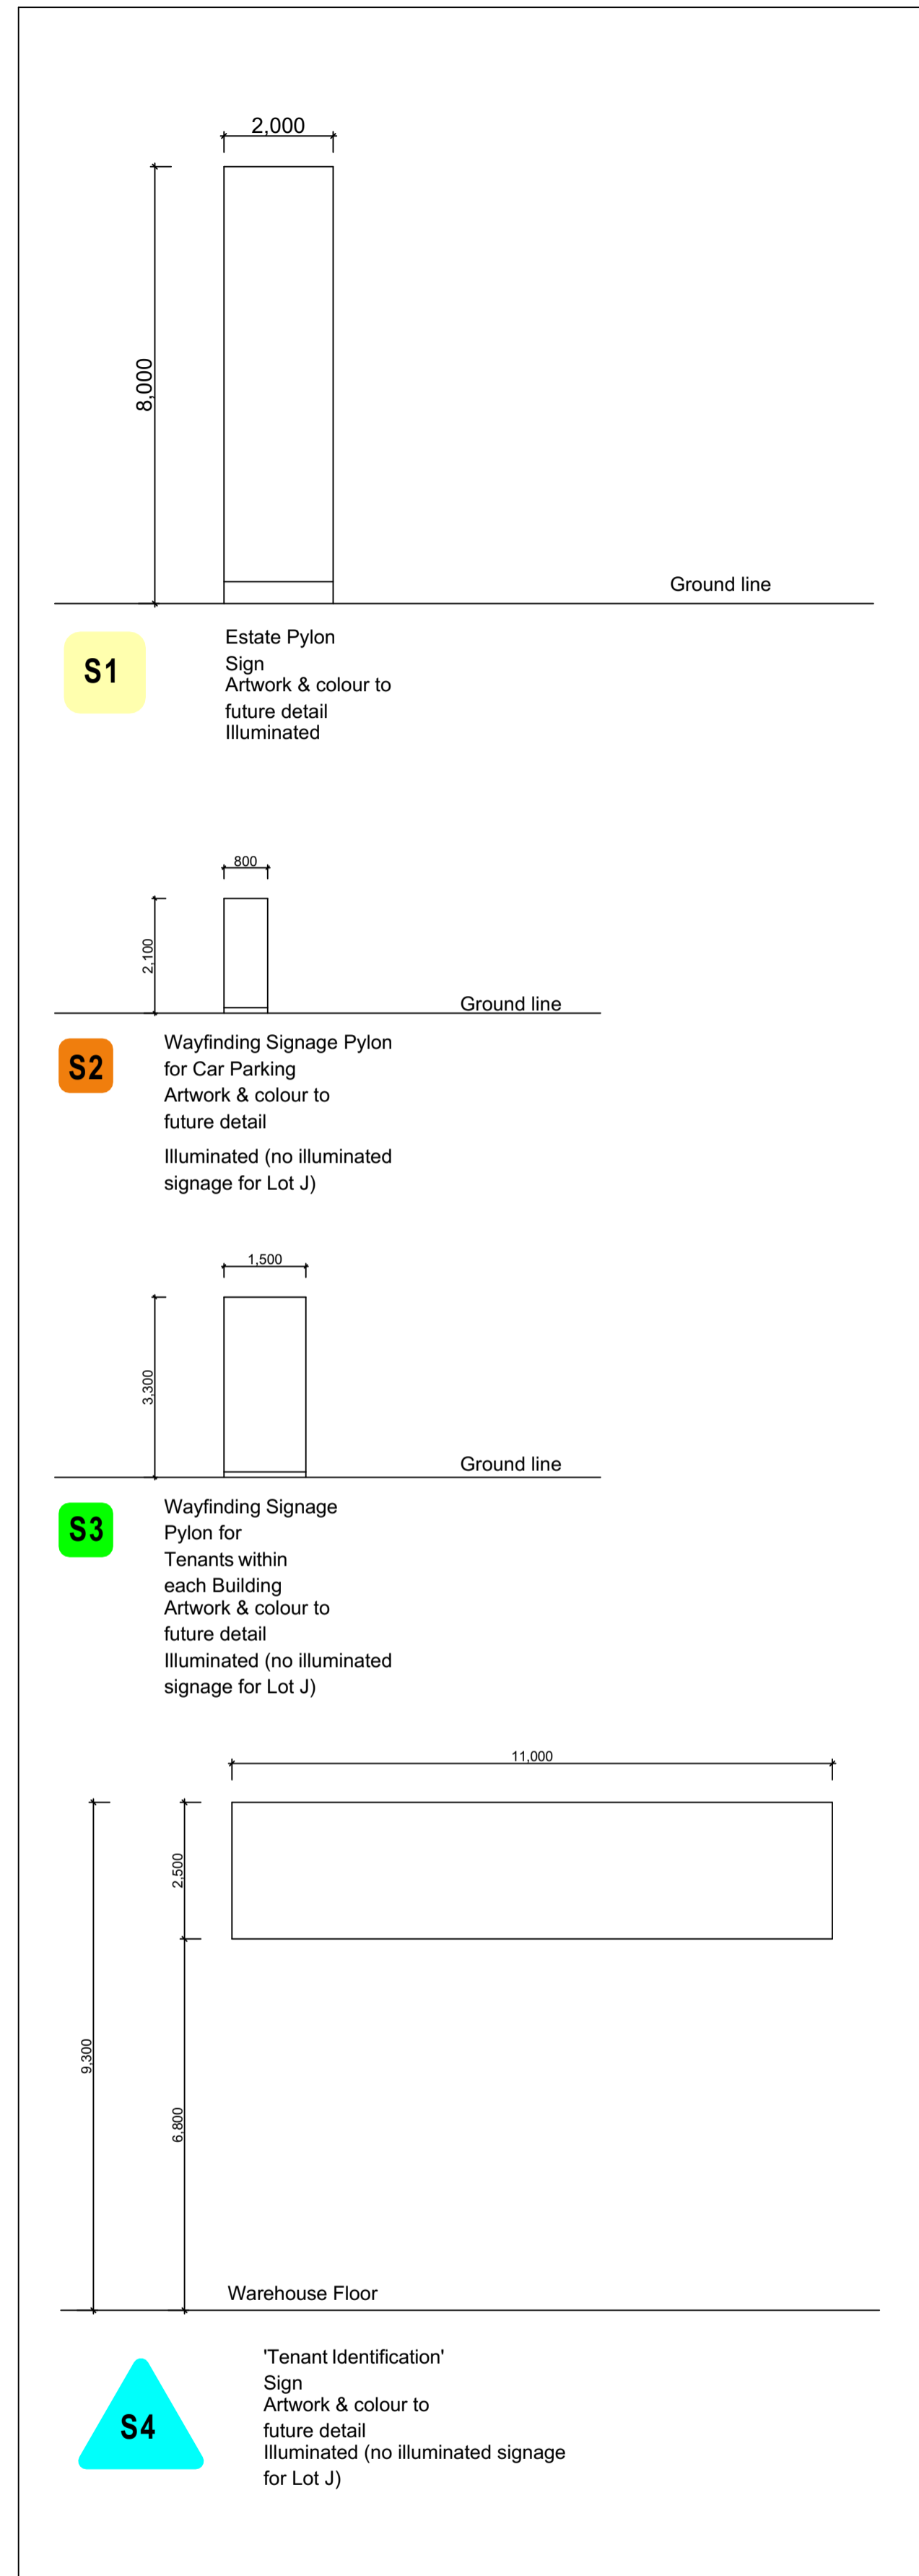 2,000
8,000
Ground line
S1
Estate Pylon
Sign
Artwork & colour to
future detail
Illuminated
800
2,100
Ground line
S2
Wayfinding Signage Pylon
for Car Parking
Artwork & colour to
future detail
Illuminated (no illuminated
signage for Lot J)
1,500
3,300
Ground line
S3
Wayfinding Signage
Pylon for
Tenants within
each Building
Artwork & colour to
future detail
Illuminated (no illuminated
signage for Lot J)
11,000
2,500
9,300
6,800
Warehouse Floor
S4
'Tenant Identification'
Sign
Artwork & colour to
future detail
Illuminated (no illuminated signage
for Lot J)